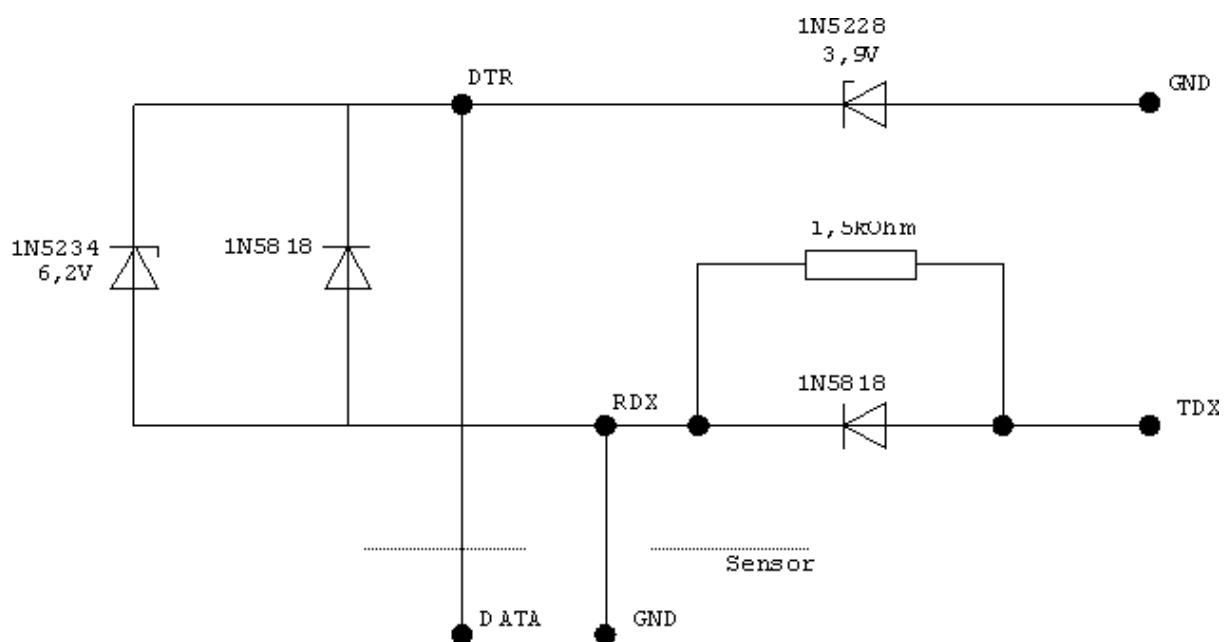 1N5228
3,9V
DTR
GND
1N5234
6,2V
1N5818
1,5kOhm
1N5818
RDX
TDX
Sensor
DATA
GND